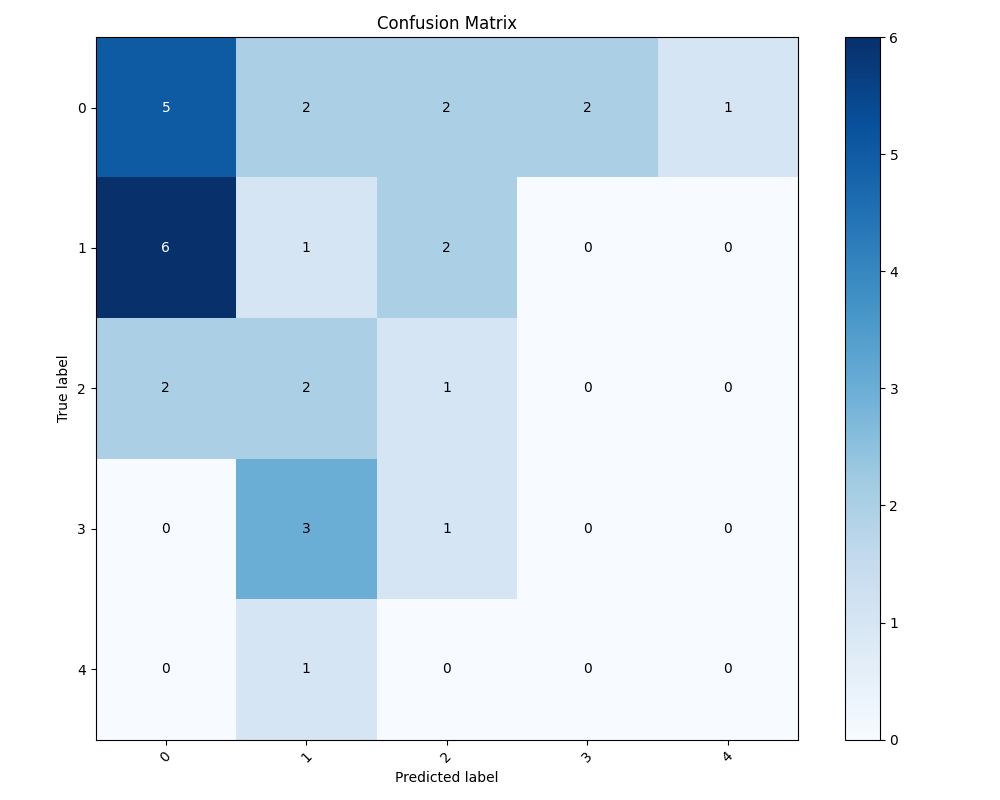 Confusion Matrix
0 5 2 2 2 1
1 6 1 2 0 0
2 2 2 1 0 0
3 0 3 1 0 0
4 0 1 0 0 0
True label
0 1 2 3 4
Predicted label
6
5
4
3
2
1
0